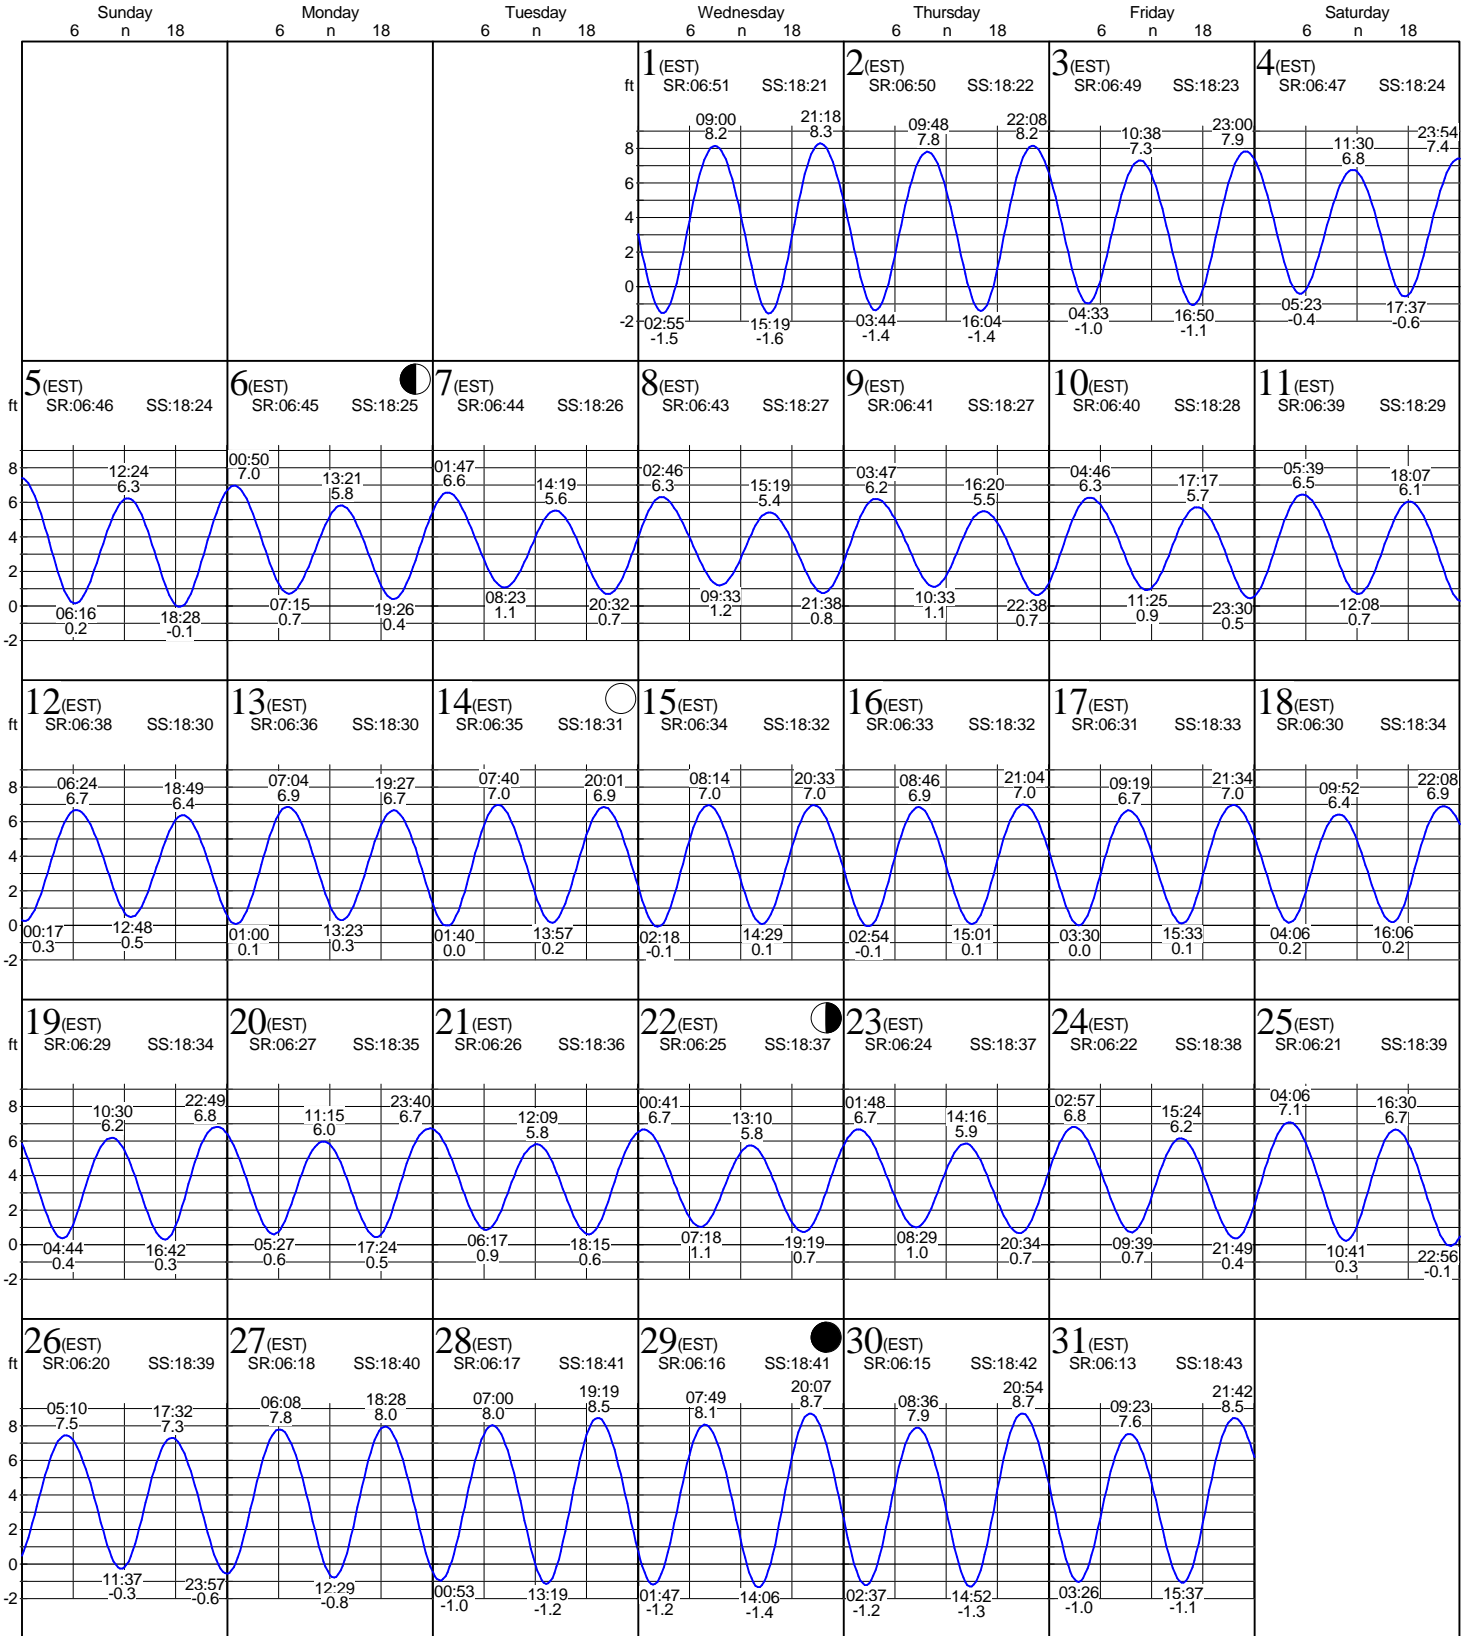 Sunday Monday Tuesday Wednesday Thursday Friday Saturday
6 n 18 6 n 18 6 n 18 6 n 18 6 n 18 6 n 18 6 n 18
1(EST) 2(EST) 3(EST) 4(EST)
ft SR:06:51 SS:18:21 SR:06:50 SS:18:22 SR:06:49 SS:18:23 SR:06:47 SS:18:24
09:00 21:18 09:48 22:08 10:38 23:00 11:30 23:54
8.2 8.3 7.8 8.2 7.3 7.9 6.8 7.4
8
6
4
2
0
-2
02:55 15:19 03:44 16:04 04:33 16:50 05:23 17:37
-1.5 -1.6 -1.4 -1.4 -1.0 -1.1 -0.4 -0.6
5(EST) 6(EST) 7(EST) 8(EST) 9(EST) 10(EST) 11(EST)
ft SR:06:46 SS:18:24 SR:06:45 SS:18:25 SR:06:44 SS:18:26 SR:06:43 SS:18:27 SR:06:41 SS:18:27 SR:06:40 SS:18:28 SR:06:39 SS:18:29
12:24 00:50 13:21 01:47 14:19 02:46 15:19 03:47 16:20 04:46 17:17 05:39 18:07
6.3 7.0 5.8 6.6 5.6 6.3 5.4 6.2 5.5 6.3 5.7 6.5 6.1
8
6
4
2
0
-2
06:16 18:28 07:15 19:26 08:23 20:32 09:33 21:38 10:33 22:38 11:25 23:30 12:08
0.2 -0.1 0.7 0.4 1.1 0.7 1.2 0.8 1.1 0.7 0.9 0.5 0.7
12(EST) 13(EST) 14(EST) 15(EST) 16(EST) 17(EST) 18(EST)
ft SR:06:38 SS:18:30 SR:06:36 SS:18:30 SR:06:35 SS:18:31 SR:06:34 SS:18:32 SR:06:33 SS:18:32 SR:06:31 SS:18:33 SR:06:30 SS:18:34
06:24 18:49 07:04 19:27 07:40 20:01 08:14 20:33 08:46 21:04 09:19 21:34 09:52 22:08
6.7 6.4 6.9 6.7 7.0 6.9 7.0 7.0 6.9 7.0 6.7 7.0 6.4 6.9
8
6
4
2
0
-2
00:17 12:48 01:00 13:23 01:40 13:57 02:18 14:29 02:54 15:01 03:30 15:33 04:06 16:06
0.3 0.5 0.1 0.3 0.0 0.2 -0.1 0.1 -0.1 0.1 0.0 0.1 0.2 0.2
19(EST) 20(EST) 21(EST) 22(EST) 23(EST) 24(EST) 25(EST)
ft SR:06:29 SS:18:34 SR:06:27 SS:18:35 SR:06:26 SS:18:36 SR:06:25 SS:18:37 SR:06:24 SS:18:37 SR:06:22 SS:18:38 SR:06:21 SS:18:39
10:30 22:49 11:15 23:40 12:09 00:41 13:10 01:48 14:16 02:57 15:24 04:06 16:30
6.2 6.8 6.0 6.7 5.8 6.7 5.8 6.7 5.9 6.8 6.2 7.1 6.7
8
6
4
2
0
-2
04:44 16:42 05:27 17:24 06:17 18:15 07:18 19:19 08:29 20:34 09:39 21:49 10:41 22:56
0.4 0.3 0.6 0.5 0.9 0.6 1.1 0.7 1.0 0.7 0.7 0.4 0.3 -0.1
26(EST) 27(EST) 28(EST) 29(EST) 30(EST) 31(EST)
ft SR:06:20 SS:18:39 SR:06:18 SS:18:40 SR:06:17 SS:18:41 SR:06:16 SS:18:41 SR:06:15 SS:18:42 SR:06:13 SS:18:43
05:10 17:32 06:08 18:28 07:00 19:19 07:49 20:07 08:36 20:54 09:23 21:42
7.5 7.3 7.8 8.0 8.0 8.5 8.1 8.7 7.9 8.7 7.6 8.5
8
6
4
2
0
-2
11:37 23:57 12:29 00:53 13:19 01:47 14:06 02:37 14:52 03:26 15:37
-0.3 -0.6 -0.8 -1.0 -1.2 -1.2 -1.4 -1.2 -1.3 -1.0 -1.1